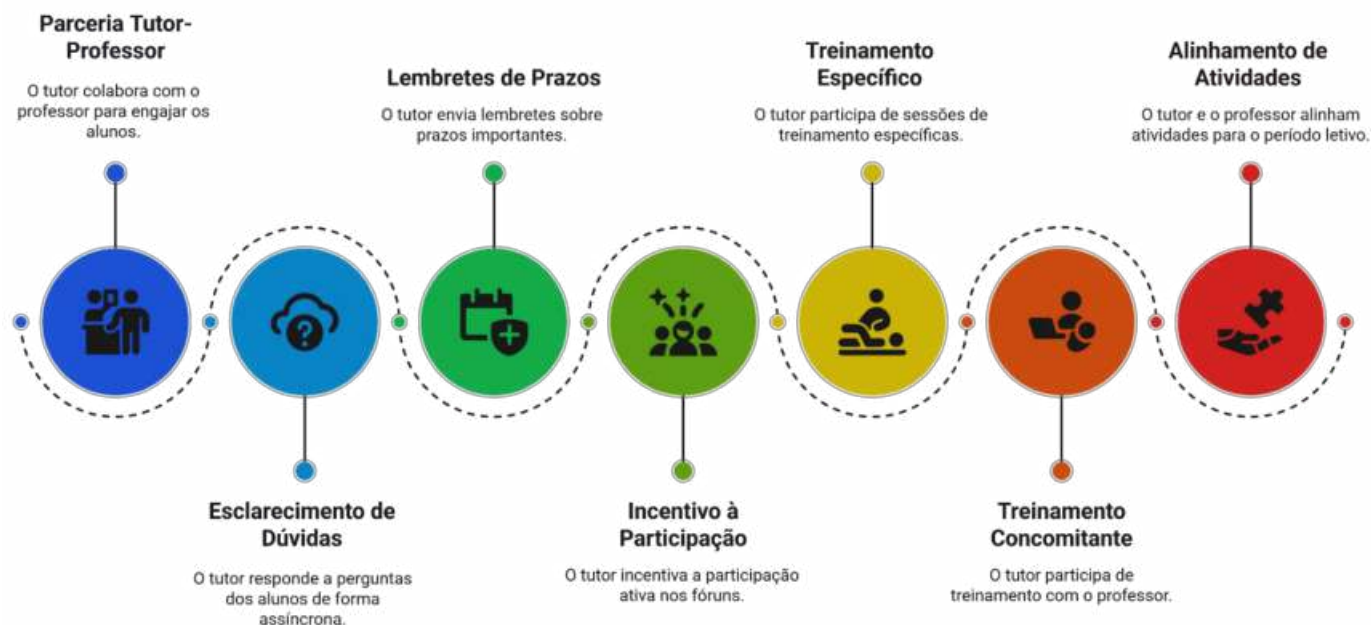 Parceria Tutor-
Professor
O tutor colabora com o
professor para engajar os
alunos.
Esclarecimento de
Dúvidas
O tutor responde a perguntas
dos alunos de forma
assíncrona.
Lembretes de Prazos
O tutor envia lembretes sobre
prazos importantes.
Incentivo à
Participação
O tutor incentiva a participação
ativa nos fóruns.
Treinamento
Específico
O tutor participa de sessões de
treinamento específicas.
Treinamento
Concomitante
O tutor participa de
treinamento com o professor.
Alinhamento de
Atividades
O tutor e o professor alinham
atividades para o período letivo.